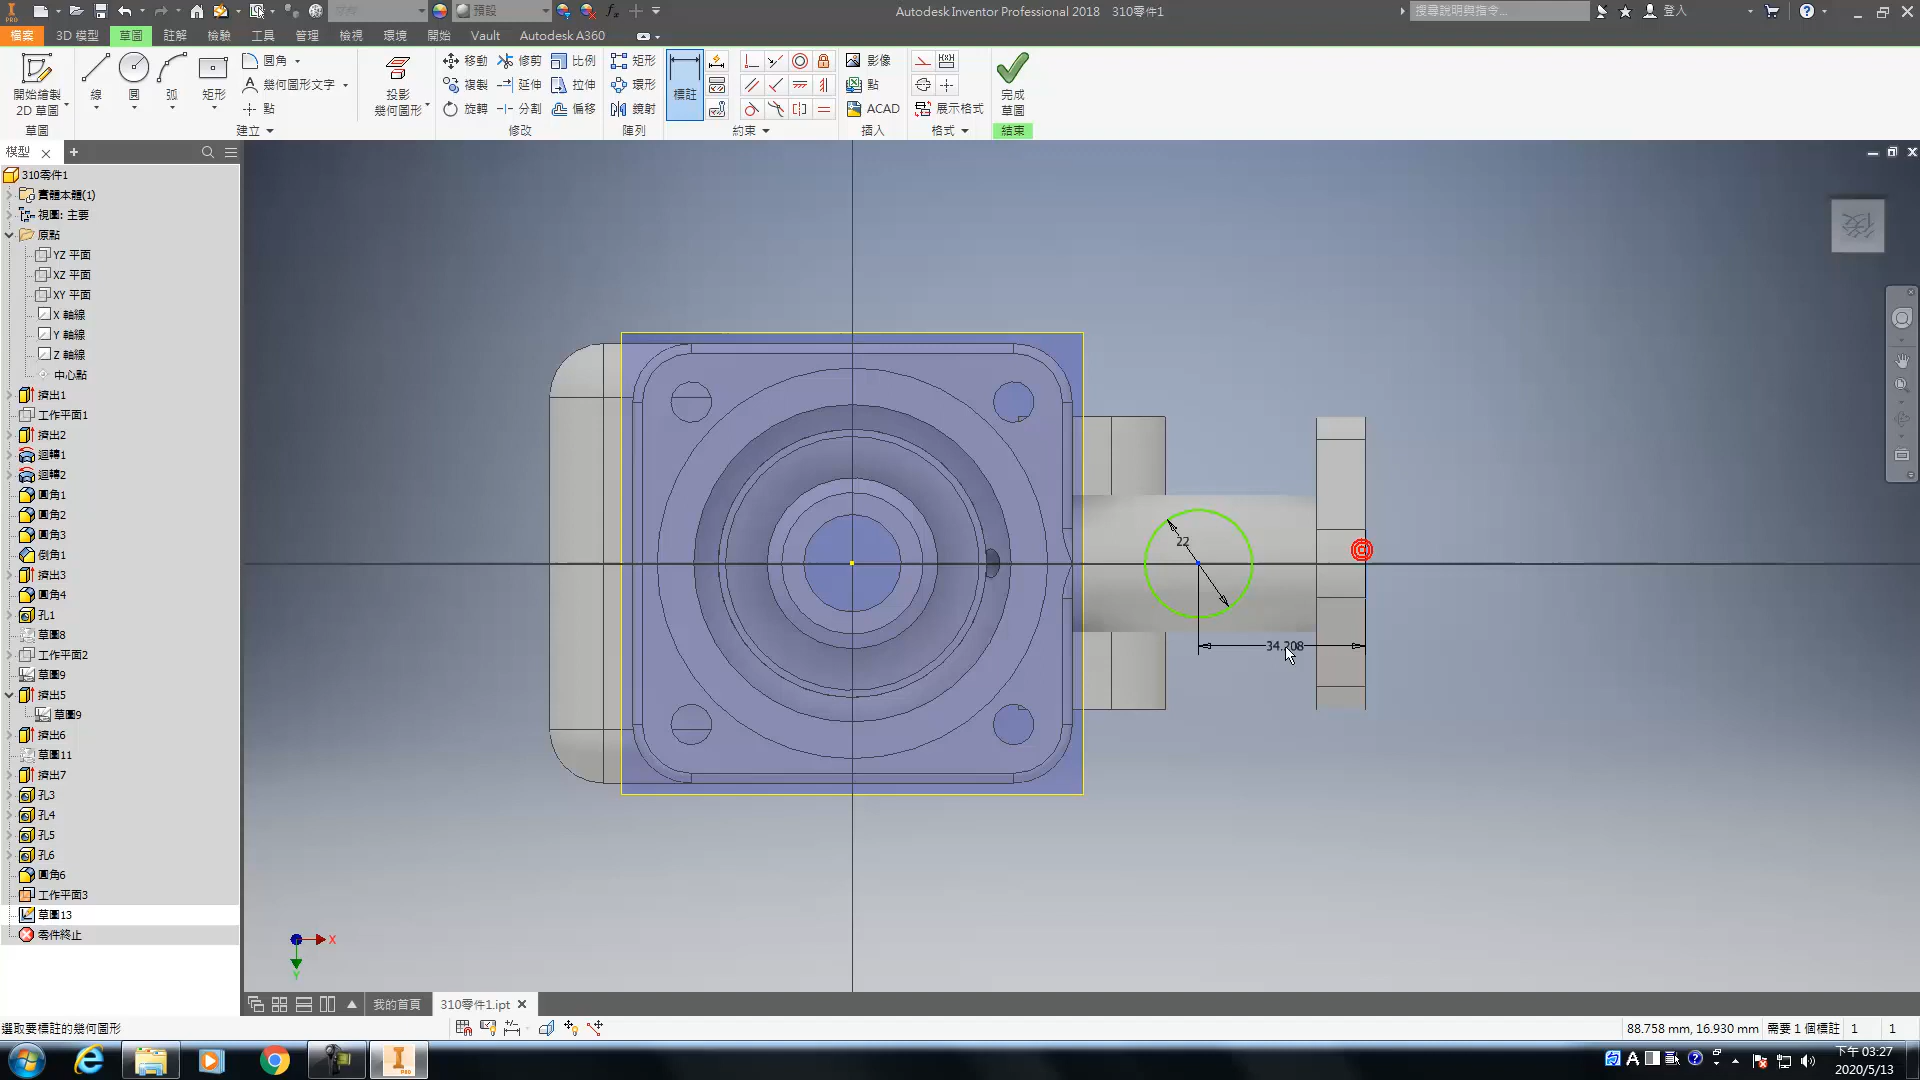 預設
Autodesk Inventor Professional 2018 310零件1
搜尋說明與指令...
登入
PRO
檔案
3D 模型
草圖
註解
檢驗
工具
管理
檢視
環境
開始
Vault
Autodesk A360
開始繪製
2D 草圖
線
圓
弧
矩形
圓角
幾何圖形文字
點
投影
幾何圖形
移動
修剪
比例
複製
延伸
拉伸
旋轉
分割
偏移
矩形
環形
鏡射
標註
影像
點
ACAD
展示格式
完成
草圖
草圖
建立
修改
陣列
約束
插入
格式
結束
模型
310零件1
實體本體(1)
視圖: 主要
原點
YZ 平面
XZ 平面
XY 平面
X 軸線
Y 軸線
Z 軸線
中心點
擠出1
工作平面1
擠出2
迴轉1
迴轉2
圓角1
圓角2
圓角3
倒角1
擠出3
圓角4
孔1
草圖8
工作平面2
草圖9
擠出5
草圖9
擠出6
草圖11
擠出7
孔3
孔4
孔5
孔6
圓角6
工作平面3
草圖13
零件終止
後
22
34.208
X
Y
我的首頁
310零件1.ipt
選取要標註的幾何圖形
88.758 mm, 16.930 mm
需要 1 個標註
1
1
下午 03:27
2020/5/13